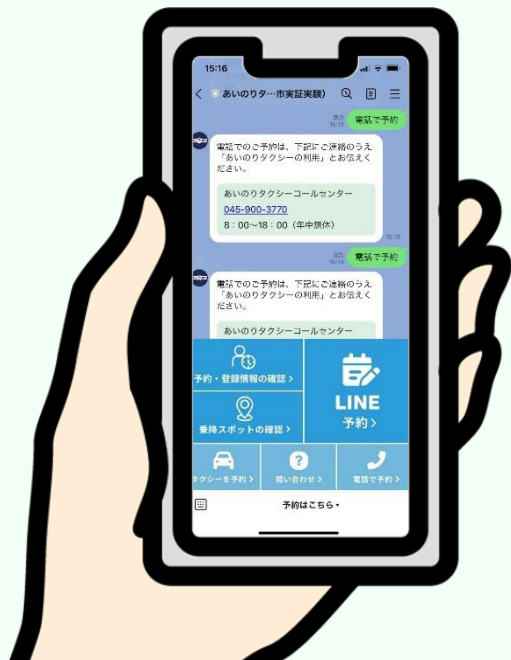 15:16
あいのりタ…市実証実験）
既読
電話で予約
電話でのご予約は、下記にご連絡のうえ
「あいのりタクシーの利用」とお伝えく
ださい。
あいのりタクシーコールセンター
045-900-3770
8：00〜18：00（年中無休）
15:13
既読
15:14
電話で予約
電話でのご予約は、下記にご連絡のうえ
「あいのりタクシーの利用」とお伝えく
ださい。
あいのりタクシーコールセンター
予約・登録情報の確認＞
LINE
予約＞
乗降スポットの確認＞
タクシーを予約＞
問い合わせ＞
電話で予約＞
予約はこちら